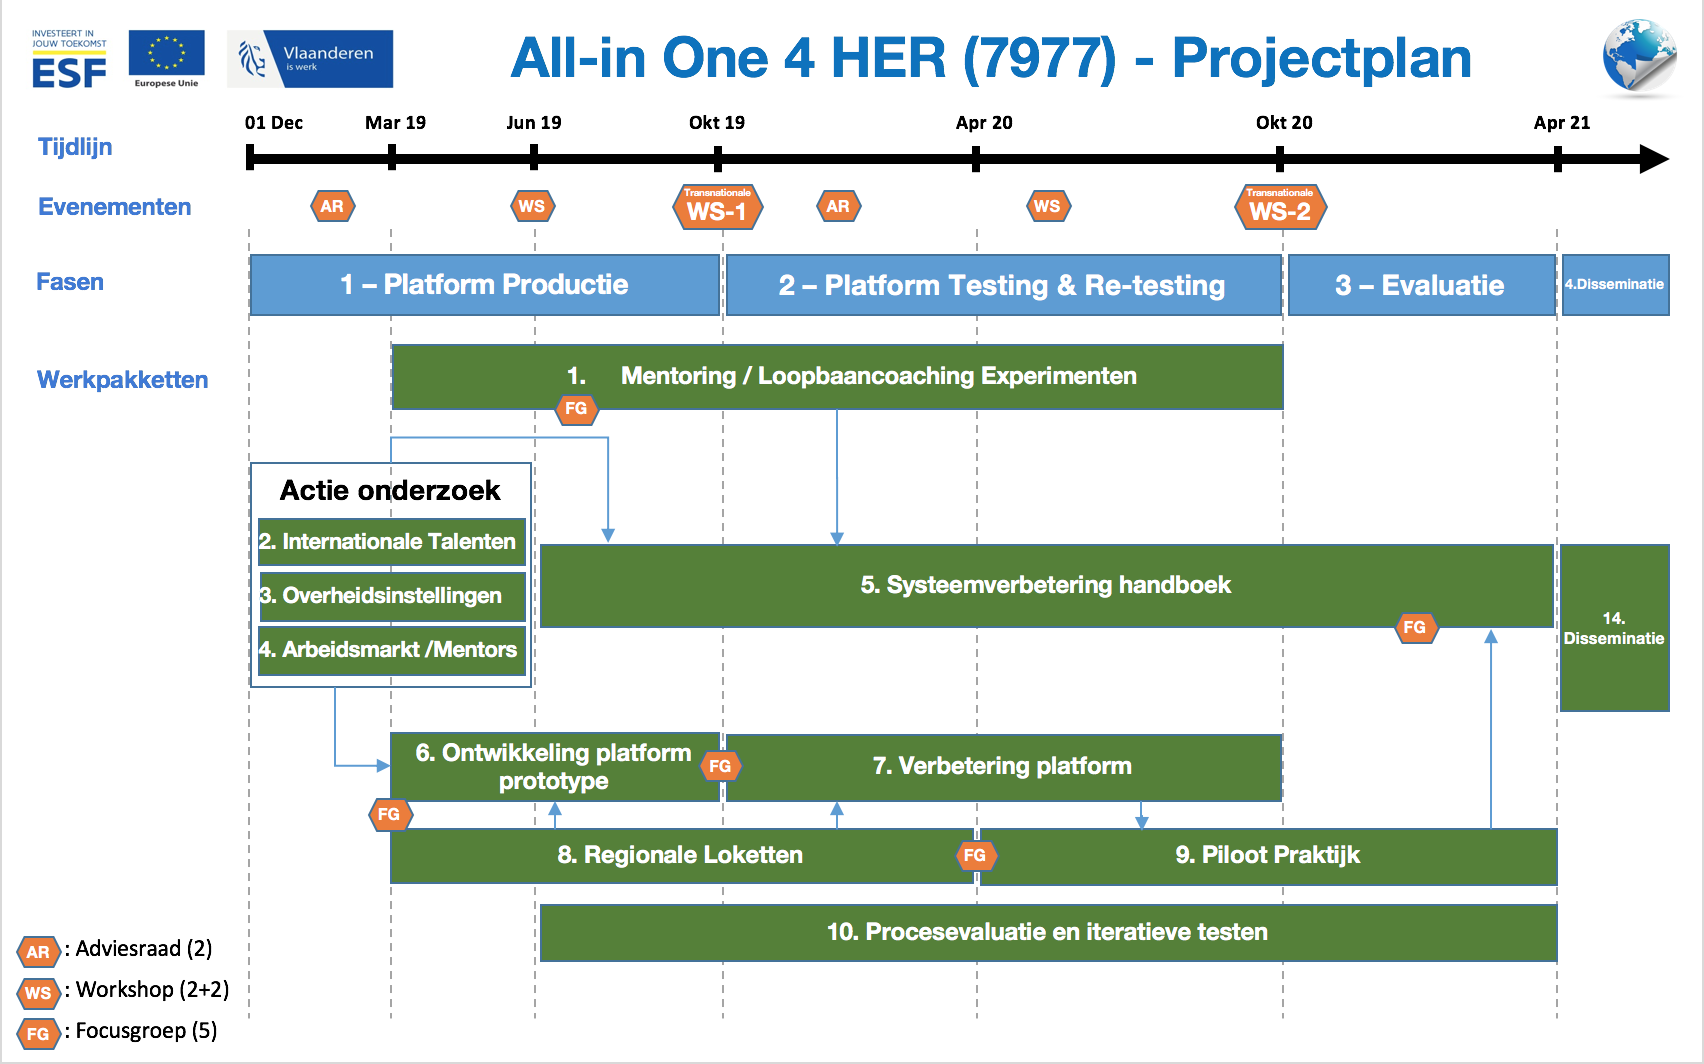 INVESTEERT IN
JOUW TOEKOMST
ESF
Europese Unie
Vlaanderen
is werk
All-in One 4 HER (7977) - Projectplan
01 Dec
Mar 19
Jun 19
Okt 19
Apr 20
Okt 20
Apr 21
Tijdlijn
Evenementen
AR
WS
Transnationale
WS-1
AR
WS
Transnationale
WS-2
Fasen
1 – Platform Productie
2 – Platform Testing & Re-testing
3 – Evaluatie
4.Disseminatie
Werkpakketten
1. Mentoring / Loopbaancoaching Experimenten
FG
Actie onderzoek
2. Internationale Talenten
3. Overheidsinstellingen
4. Arbeidsmarkt /Mentors
5. Systeemverbetering handboek
FG
14.
Disseminatie
6. Ontwikkeling platform
prototype
FG
7. Verbetering platform
FG
8. Regionale Loketten
FG
9. Piloot Praktijk
10. Procesevaluatie en iteratieve testen
AR : Adviesraad (2)
WS : Workshop (2+2)
FG : Focusgroep (5)